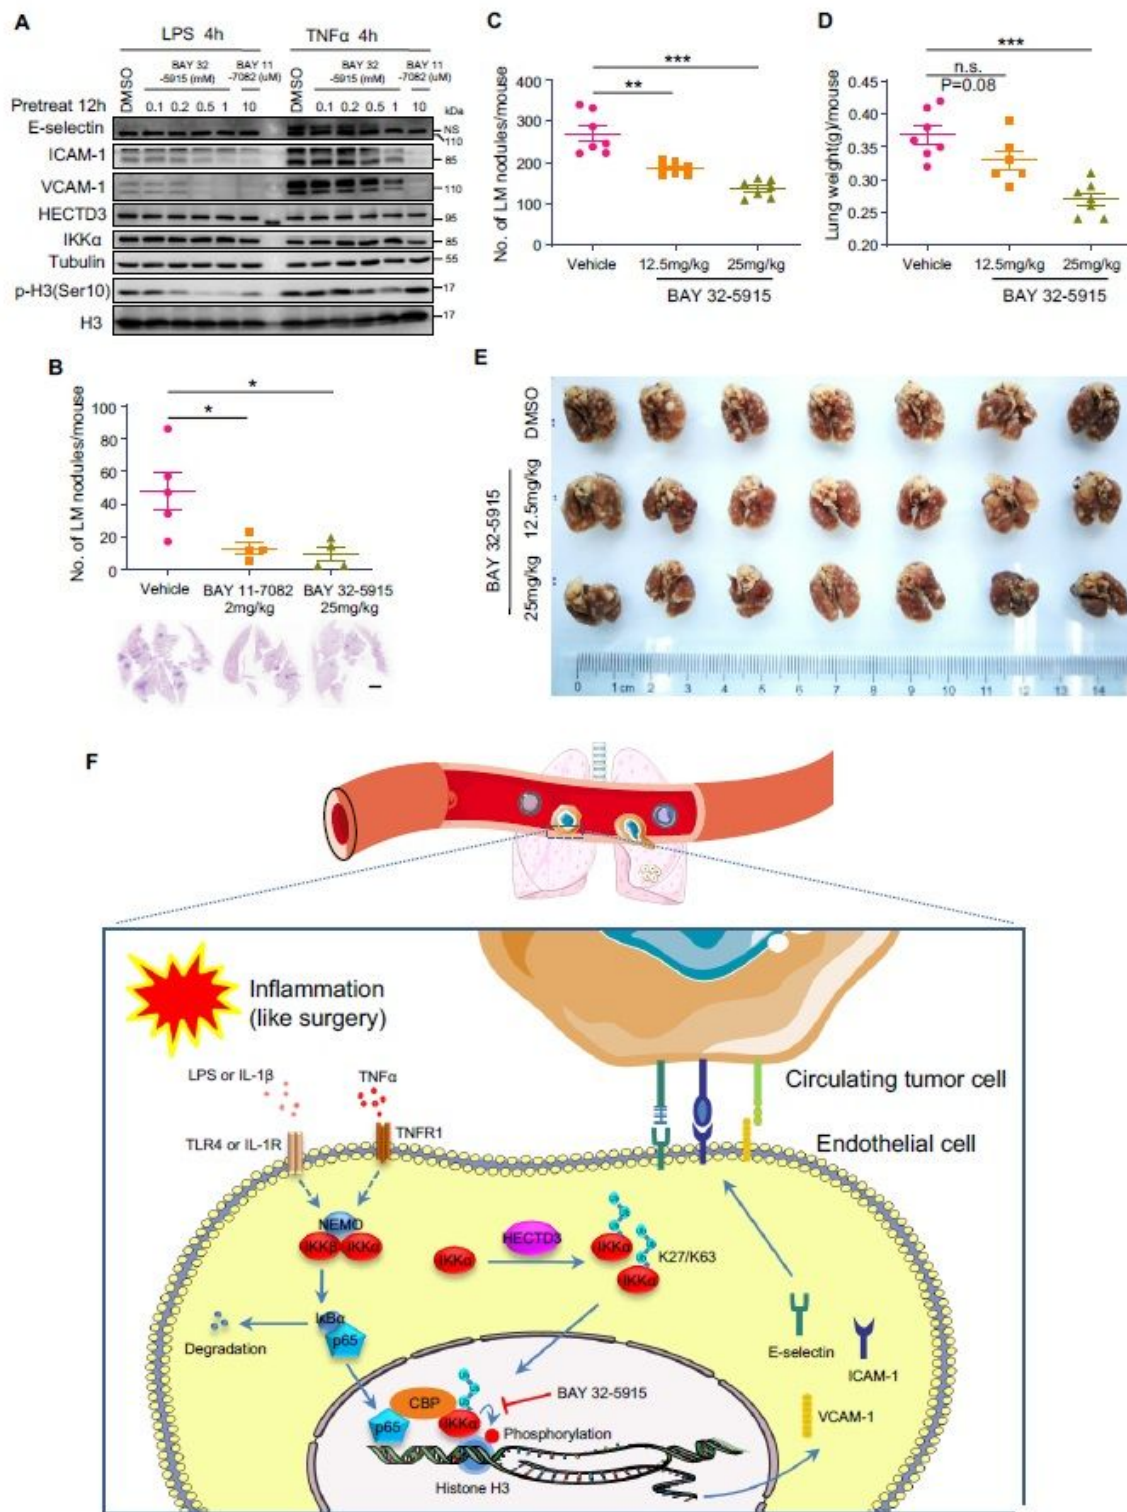 A
LPS 4h
TNFα 4h
DMSO
BAY 32
-5915 (mM)
BAY 11
-7082 (uM)
DMSO
BAY 32
-5915 (mM)
BAY 11
-7082 (uM)
Pretreat 12h
0.1 0.2 0.5 1 10
0.1 0.2 0.5 1 10
kDa
E-selectin
NS
110
ICAM-1
85
VCAM-1
110
HECTD3
95
IKKα
85
Tubulin
55
p-H3(Ser10)
17
H3
17
B
No. of LM nodules/mouse
100
80
60
40
20
0
*
*
Vehicle
BAY 11-7082
2mg/kg
BAY 32-5915
25mg/kg
C
No. of LM nodules/mouse
400
300
200
100
0
***
**
Vehicle 12.5mg/kg 25mg/kg
BAY 32-5915
D
Lung weight(g)/mouse
0.45
0.40
0.35
0.30
0.25
0.20
***
n.s.
P=0.08
Vehicle 12.5mg/kg 25mg/kg
BAY 32-5915
E
DMSO
BAY 32-5915
12.5mg/kg
25mg/kg
0 1cm 2 3 4 5 6 7 8 9 10 11 12 13 14
F
Inflammation
(like surgery)
LPS or IL-1β
TNFα
TLR4 or IL-1R
TNFR1
Circulating tumor cell
Endothelial cell
NEMO
IKKβ IKKα
IKKα
HECTD3
IKKα
IKKα
K27/K63
IκBα
p65
Degradation
E-selectin
ICAM-1
VCAM-1
BAY 32-5915
CBP
p65
IKKα
Phosphorylation
Histone H3